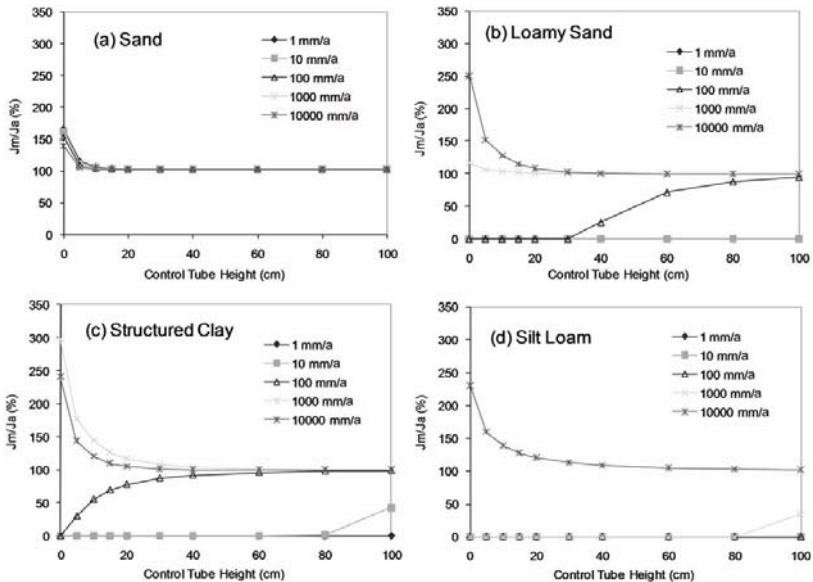 350
300
250
200
150
100
50
0
Jm/Ja (%)
(a) Sand
1 mm/a
10 mm/a
100 mm/a
1000 mm/a
10000 mm/a
0 20 40 60 80 100
Control Tube Height (cm)
350
300
250
200
150
100
50
0
Jm/Ja (%)
(b) Loamy Sand
1 mm/a
10 mm/a
100 mm/a
1000 mm/a
10000 mm/a
0 20 40 60 80 100
Control Tube Height (cm)
350
300
250
200
150
100
50
0
Jm/Ja (%)
(c) Structured Clay
1 mm/a
10 mm/a
100 mm/a
1000 mm/a
10000 mm/a
0 20 40 60 80 100
Control Tube Height (cm)
350
300
250
200
150
100
50
0
Jm/Ja (%)
(d) Silt Loam
1 mm/a
10 mm/a
100 mm/a
1000 mm/a
10000 mm/a
0 20 40 60 80 100
Control Tube Height (cm)